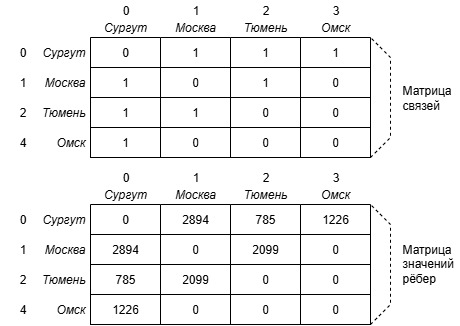 0 1 2 3
Сургут Москва Тюмень Омск
0 Сургут 0 1 1 1
1 Москва 1 0 1 0
2 Тюмень 1 1 0 0
4 Омск 1 0 0 0
Матрица
связей
0 1 2 3
Сургут Москва Тюмень Омск
0 Сургут 0 2894 785 1226
1 Москва 2894 0 2099 0
2 Тюмень 785 2099 0 0
4 Омск 1226 0 0 0
Матрица
значений
рёбер